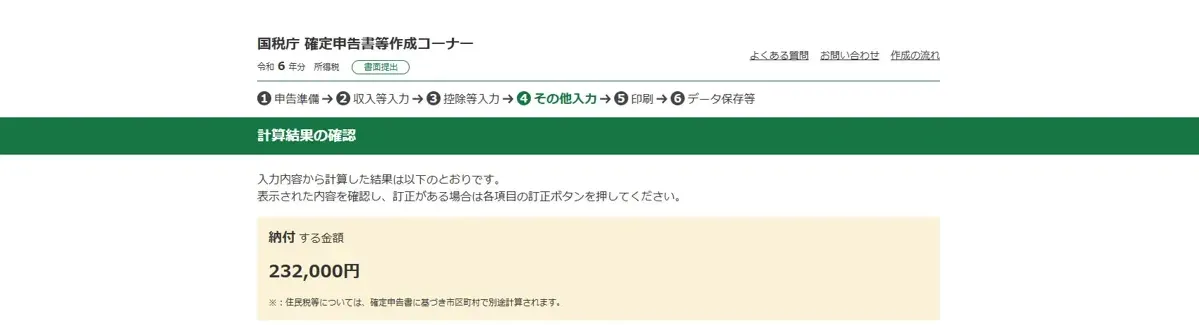 国税庁 確定申告書等作成コーナー
よくある質問 お問い合わせ 作成の流れ
令和 6 年分 所得税 書面提出
1 申告準備 → 2 収入等入力 → 3 控除等入力 → 4 その他入力 → 5 印刷 → 6 データ保存等
計算結果の確認
入力内容から計算した結果は以下のとおりです。
表示された内容を確認し、訂正がある場合は各項目の訂正ボタンを押してください。
納付 する金額
232,000円
※：住民税等については、確定申告書に基づき市区町村で別途計算されます。